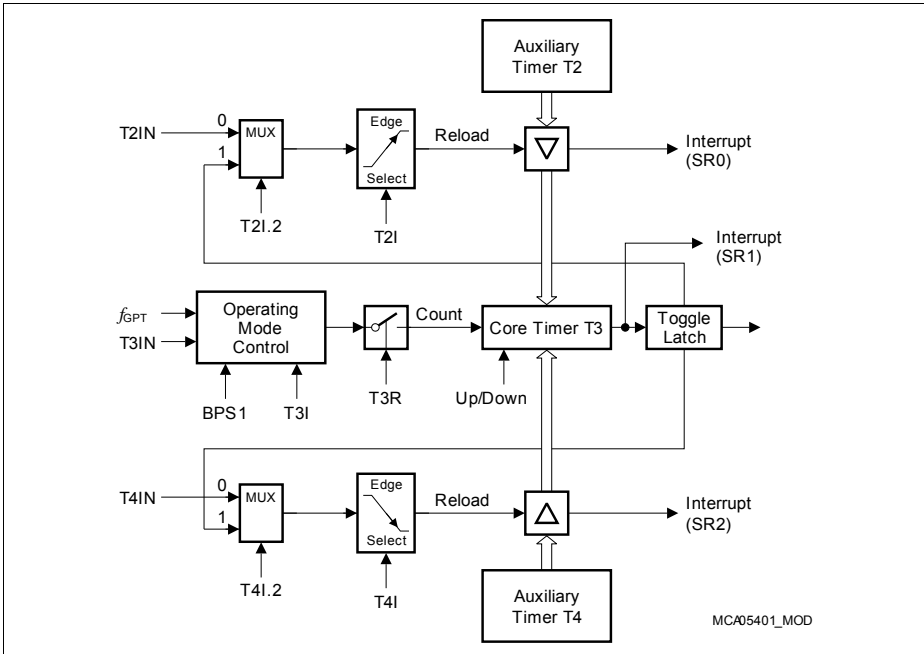 Auxiliary
Timer T2
T2IN
0
1
MUX
T2I.2
Edge
Select
T2I
Reload
Interrupt
(SR0)
Interrupt
(SR1)
fGPT
T3IN
Operating
Mode
Control
BPS1
T3I
T3R
Count
Core Timer T3
Up/Down
Toggle
Latch
T4IN
0
1
MUX
T4I.2
Edge
Select
T4I
Reload
Interrupt
(SR2)
Auxiliary
Timer T4
MCA05401_MOD